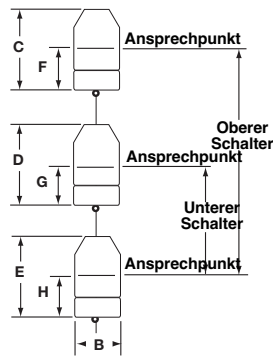 C
Ansprechpunkt
F
Oberer
Schalter
D
Ansprechpunkt
G
Unterer
Schalter
E
Ansprechpunkt
H
B